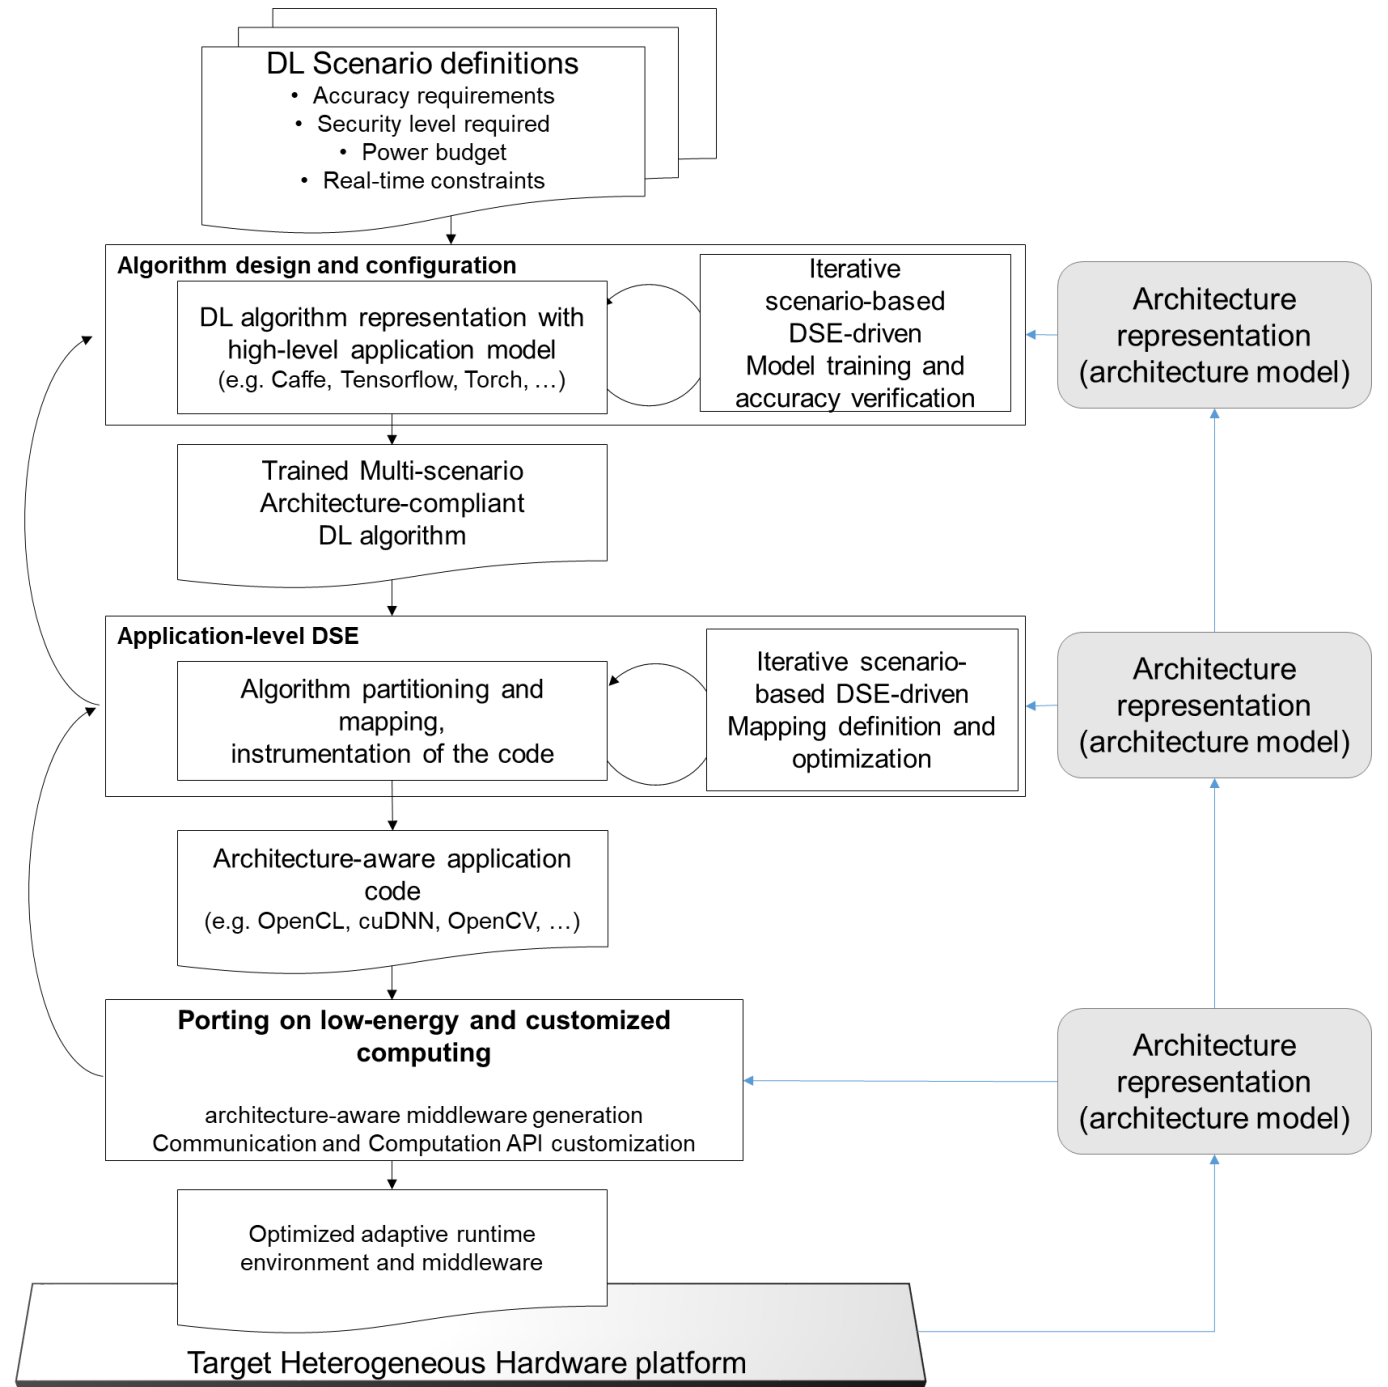 DL Scenario definitions
• Accuracy requirements
• Security level required
• Power budget
• Real-time constraints
Algorithm design and configuration
DL algorithm representation with
high-level application model
(e.g. Caffe, Tensorflow, Torch, …)
Iterative
scenario-based
DSE-driven
Model training and
accuracy verification
Architecture
representation
(architecture model)
Trained Multi-scenario
Architecture-compliant
DL algorithm
Application-level DSE
Algorithm partitioning and
mapping,
instrumentation of the code
Iterative scenario-
based DSE-driven
Mapping definition and
optimization
Architecture
representation
(architecture model)
Architecture-aware application
code
(e.g. OpenCL, cuDNN, OpenCV, …)
Porting on low-energy and customized
computing
architecture-aware middleware generation
Communication and Computation API customization
Architecture
representation
(architecture model)
Optimized adaptive runtime
environment and middleware
Target Heterogeneous Hardware platform